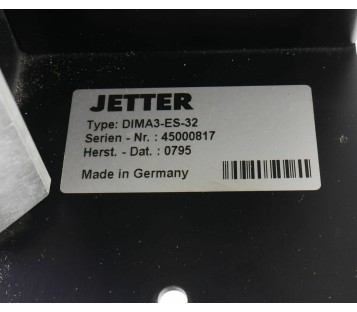 JETTER
Type: DIMA3-ES-32
Serien - Nr. : 45000817
Herst. - Dat. : 0795
Made in Germany